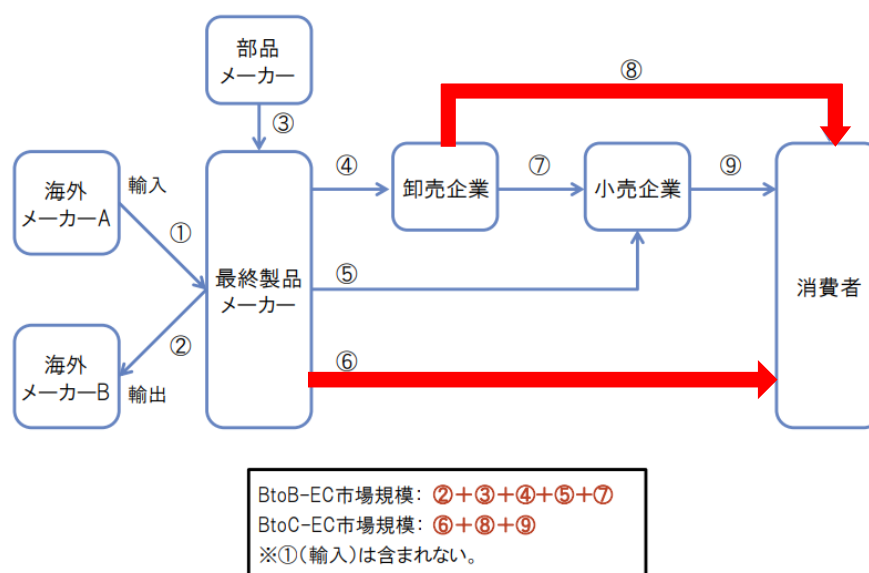 部品
メーカー
⑧
③
海外
メーカーA
輸入
①
④
卸売企業
⑦
小売企業
⑨
最終製品
メーカー
⑤
消費者
②
海外
メーカーB
輸出
⑥
BtoB-EC市場規模： ②＋③＋④＋⑤＋⑦
BtoC-EC市場規模： ⑥＋⑧＋⑨
※①（輸入）は含まれない。